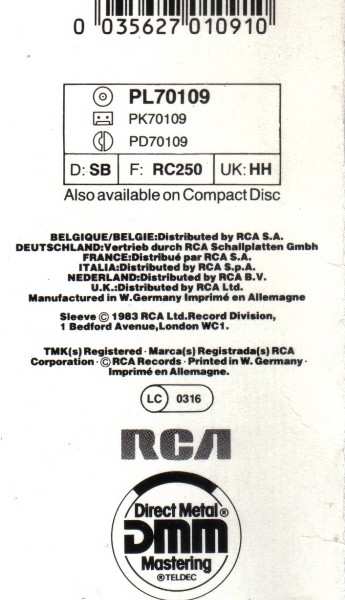 0 035627 010910
PL70109
PK70109
PD70109
D: SB F: RC250 UK: HH
Also available on Compact Disc
BELGIQUE/BELGIE:Distributed by RCA S.A.
DEUTSCHLAND:Vertrieb durch RCA Schallplatten Gmbh
FRANCE:Distribué par RCA S.A.
ITALIA:Distributed by RCA S.p.A.
NEDERLAND:Distributed by RCA B.V.
U.K.:Distributed by RCA Ltd.
Manufactured in W.Germany Imprimé en Allemagne
Sleeve © 1983 RCA Ltd.Record Division,
1 Bedford Avenue,London WC1.
TMK(s) Registered · Marca(s) Registrada(s) RCA
Corporation · © RCA Records · Printed in W. Germany ·
Imprimé en Allemagne.
LC 0316
RCA
Direct Metal®
DMM
Mastering
®TELDEC